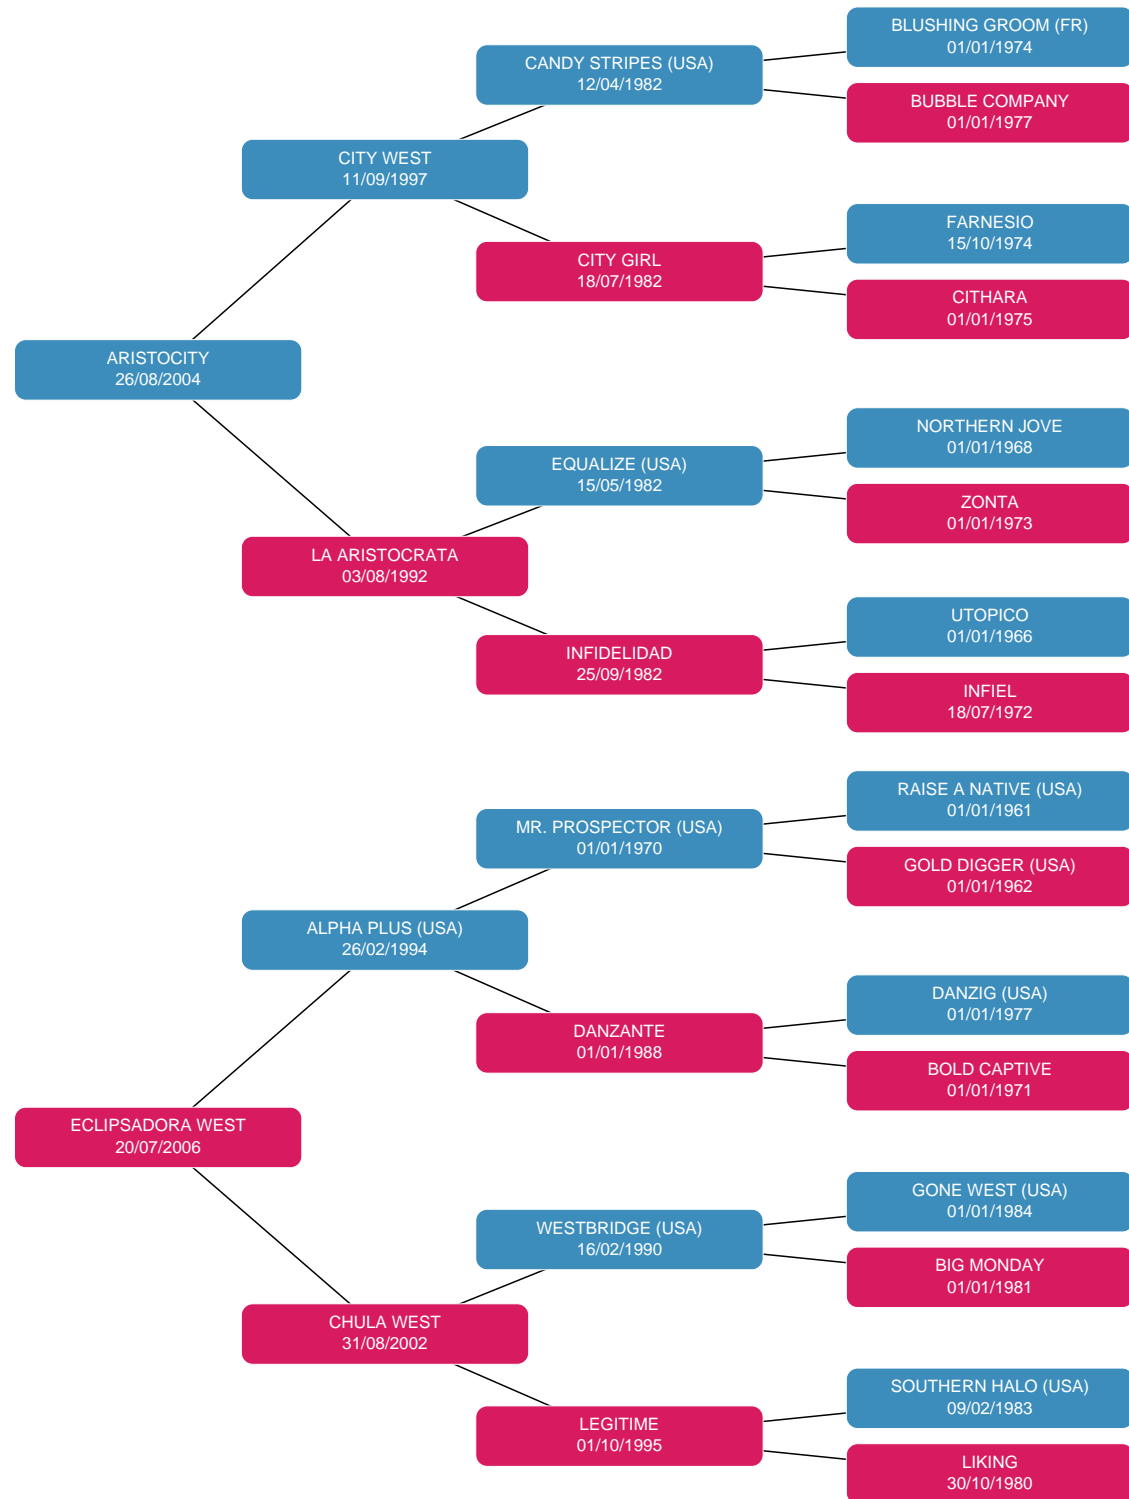 BLUSHING GROOM (FR)
01/01/1974
CANDY STRIPES (USA)
12/04/1982
BUBBLE COMPANY
01/01/1977
CITY WEST
11/09/1997
FARNESIO
15/10/1974
CITY GIRL
18/07/1982
CITHARA
01/01/1975
ARISTOCITY
26/08/2004
NORTHERN JOVE
01/01/1968
EQUALIZE (USA)
15/05/1982
ZONTA
01/01/1973
LA ARISTOCRATA
03/08/1992
UTOPICO
01/01/1966
INFIDELIDAD
25/09/1982
INFIEL
18/07/1972
RAISE A NATIVE (USA)
01/01/1961
MR. PROSPECTOR (USA)
01/01/1970
GOLD DIGGER (USA)
01/01/1962
ALPHA PLUS (USA)
26/02/1994
DANZIG (USA)
01/01/1977
DANZANTE
01/01/1988
BOLD CAPTIVE
01/01/1971
ECLIPSADORA WEST
20/07/2006
GONE WEST (USA)
01/01/1984
WESTBRIDGE (USA)
16/02/1990
BIG MONDAY
01/01/1981
CHULA WEST
31/08/2002
SOUTHERN HALO (USA)
09/02/1983
LEGITIME
01/10/1995
LIKING
30/10/1980